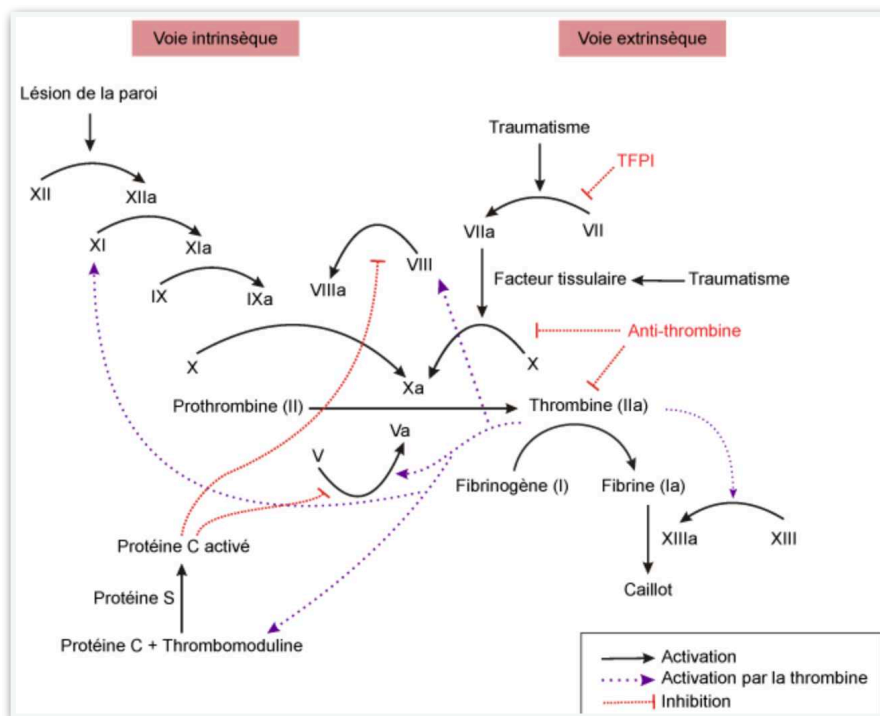 Voie intrinsèque
Voie extrinsèque
Lésion de la paroi
Traumatisme
TFPI
XII
XIIa
VIIa
VII
XI
XIa
VIII
Facteur tissulaire
Traumatisme
IX
IXa
VIIIa
Anti-thrombine
X
X
Xa
Prothrombine (II)
Thrombine (IIa)
Va
V
Fibrinogène (I)
Fibrine (Ia)
XIIIa
XIII
Protéine C activé
Caillot
Protéine S
Protéine C + Thrombomoduline
Activation
Activation par la thrombine
Inhibition